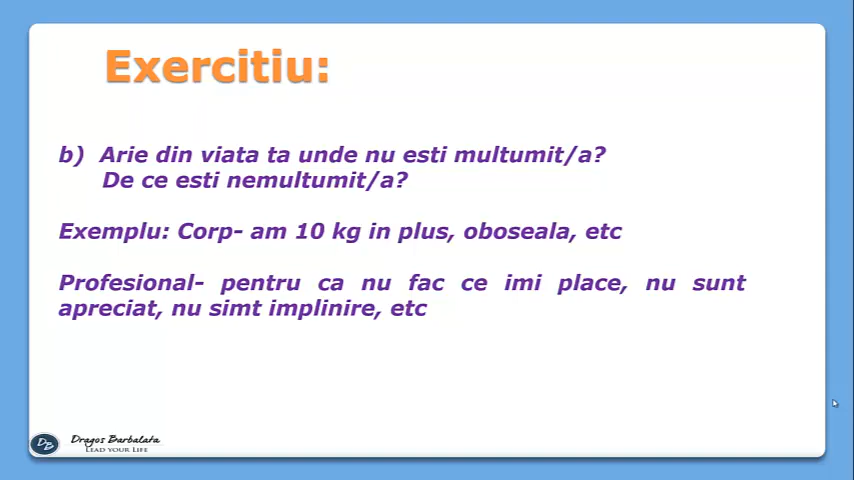 Exercitiu:
b) Arie din viata ta unde nu esti multumit/a?
De ce esti nemultumit/a?
Exemplu: Corp- am 10 kg in plus, oboseala, etc
Profesional- pentru ca nu fac ce imi place, nu sunt
apreciat, nu simt implinire, etc
DB
Dragos Barbalata
LEAD YOUR LIFE